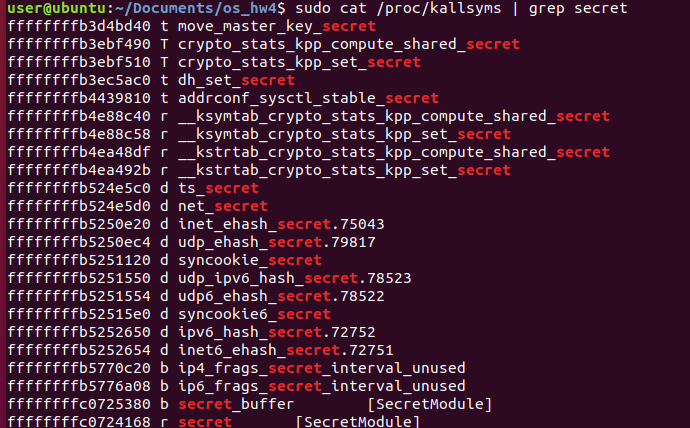 user@ubuntu:~/Documents/os_hw4$ sudo cat /proc/kallsyms | grep secret
ffffffffb3d4bd40 t move_master_key_secret
ffffffffb3ebf490 T crypto_stats_kpp_compute_shared_secret
ffffffffb3ebf510 T crypto_stats_kpp_set_secret
ffffffffb3ec5ac0 t dh_set_secret
ffffffffb4439810 t addrconf_sysctl_stable_secret
ffffffffb4e88c40 r __ksymtab_crypto_stats_kpp_compute_shared_secret
ffffffffb4e88c58 r __ksymtab_crypto_stats_kpp_set_secret
ffffffffb4ea48df r __kstrtab_crypto_stats_kpp_compute_shared_secret
ffffffffb4ea492b r __kstrtab_crypto_stats_kpp_set_secret
ffffffffb524e5c0 d ts_secret
ffffffffb524e5d0 d net_secret
ffffffffb5250e20 d inet_ehash_secret.75043
ffffffffb5250ec4 d udp_ehash_secret.79817
ffffffffb5251120 d syncookie_secret
ffffffffb5251550 d udp_ipv6_hash_secret.78523
ffffffffb5251554 d udp6_ehash_secret.78522
ffffffffb52515e0 d syncookie6_secret
ffffffffb5252650 d ipv6_hash_secret.72752
ffffffffb5252654 d inet6_ehash_secret.72751
ffffffffb5770c20 b ip4_frags_secret_interval_unused
ffffffffb5776a08 b ip6_frags_secret_interval_unused
ffffffffc0725380 b secret_buffer [SecretModule]
ffffffffc0724168 r secret [SecretModule]